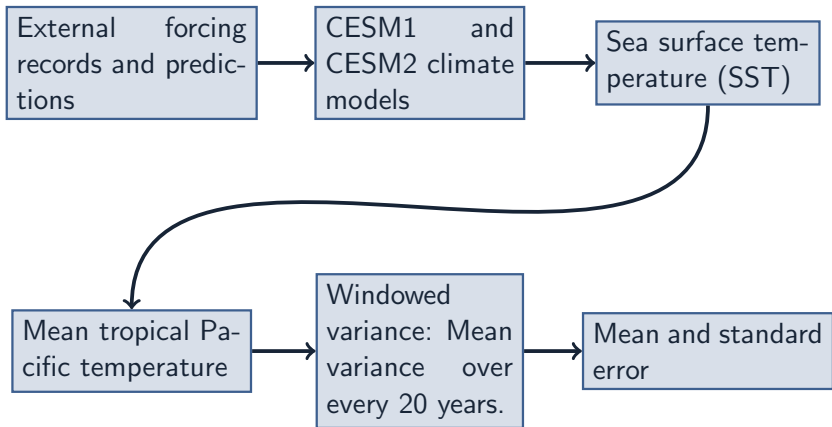 External forcing
records and predic-
tions
CESM1 and
CESM2 climate
models
Sea surface tem-
perature (SST)
Mean tropical Pa-
cific temperature
Windowed
variance: Mean
variance over
every 20 years.
Mean and standard
error